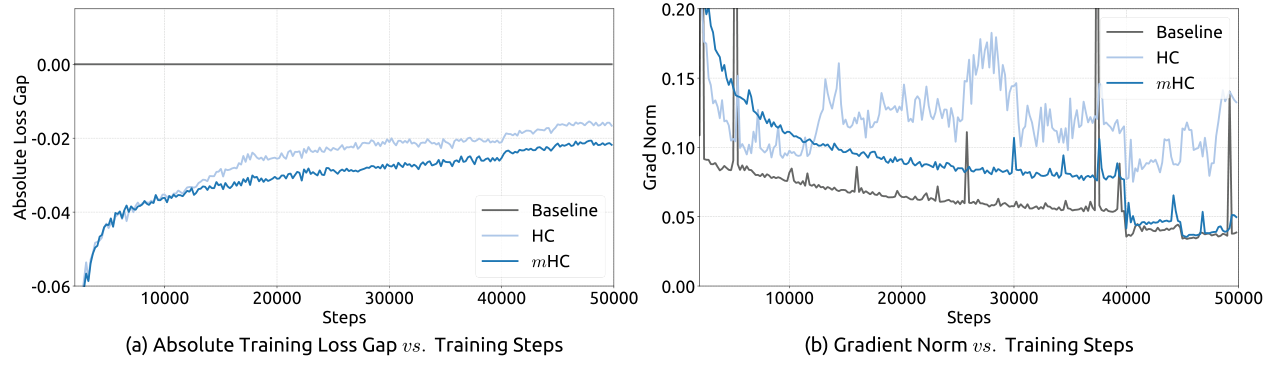 0.00
-0.02
-0.04
-0.06
Absolute Loss Gap
Baseline
HC
mHC
10000 20000 30000 40000 50000
Steps
(a) Absolute Training Loss Gap vs. Training Steps
0.20
0.15
0.10
0.05
0.00
Grad Norm
Baseline
HC
mHC
10000 20000 30000 40000 50000
Steps
(b) Gradient Norm vs. Training Steps